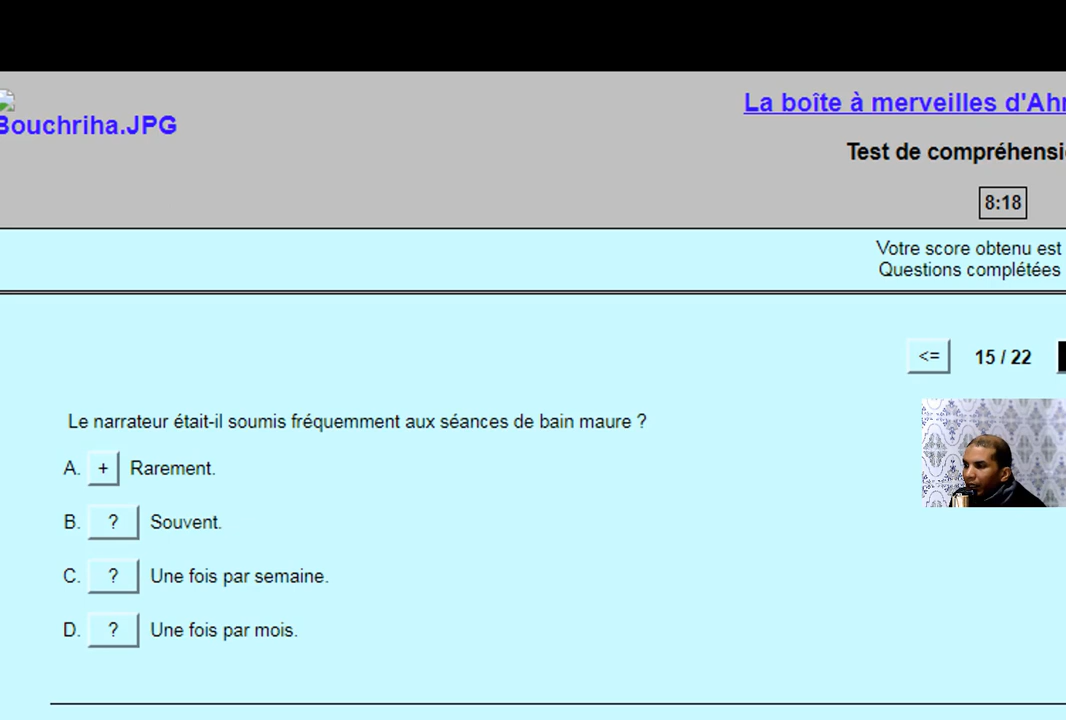 Bouchriha.JPG
La boîte à merveilles d'Ah
Test de compréhensi
8:18
Votre score obtenu est
Questions complétées
<= 15 / 22
Le narrateur était-il soumis fréquemment aux séances de bain maure ?
A. + Rarement.
B. ? Souvent.
C. ? Une fois par semaine.
D. ? Une fois par mois.